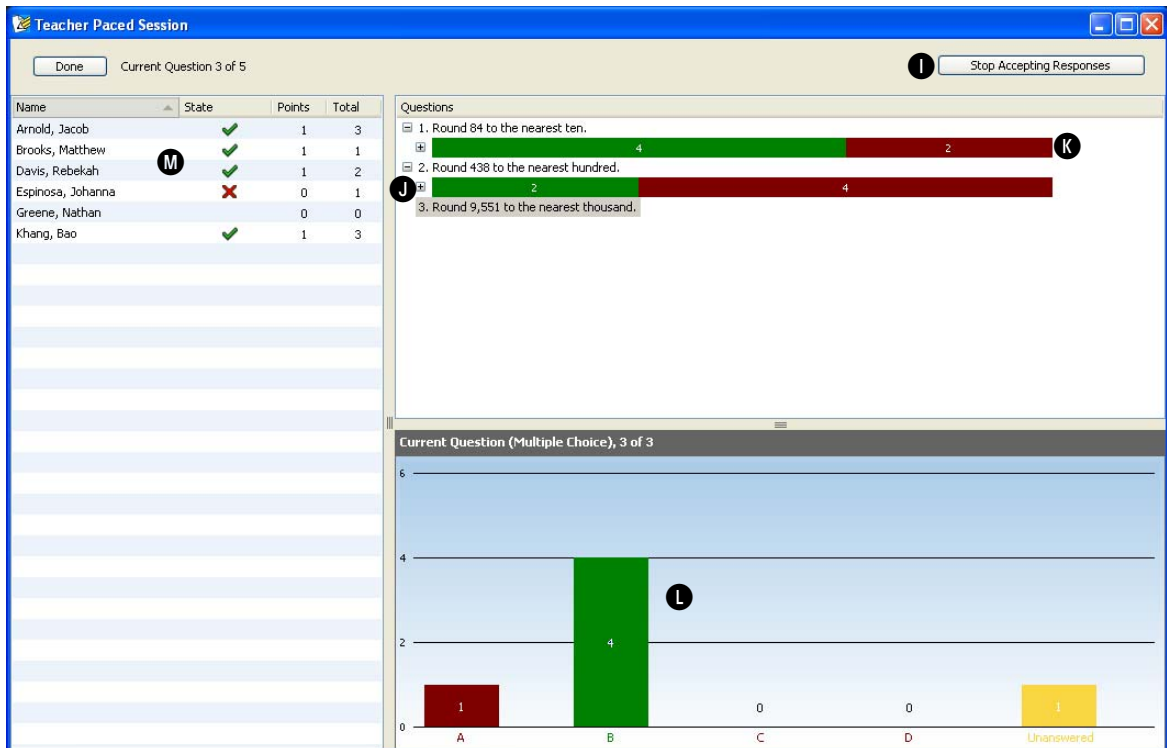 Teacher Paced Session
Done Current Question 3 of 5
I Stop Accepting Responses
Name State Points Total
Arnold, Jacob 1 3
Brooks, Matthew 1 1
M
Davis, Rebekah 1 2
Espinosa, Johanna 0 1
Greene, Nathan 0 0
Khang, Bao 1 3
Questions
1. Round 84 to the nearest ten.
4 2 K
2. Round 438 to the nearest hundred.
J 2 4
3. Round 9,551 to the nearest thousand.
Current Question (Multiple Choice), 3 of 3
6
4
L
2 4
1 0 0 1
0
A B C D Unanswered